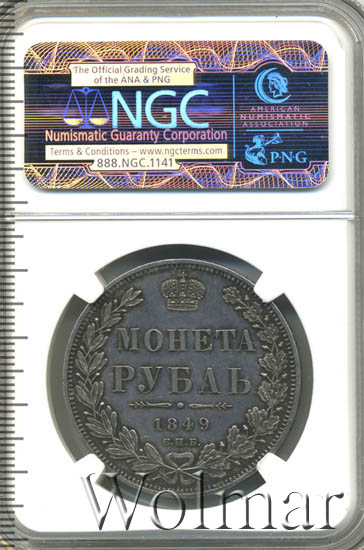 The Official Grading Service
of the ANA & PNG
NGC
Numismatic Guaranty Corporation
Terms & Conditions – www.ngcterms.com
888.NGC.1141
AMERICAN
NUMISMATIC
ASSOCIATION
PNG
МОНЕТА
РУБЛЬ
1849
С.П.Б.
Wolmar